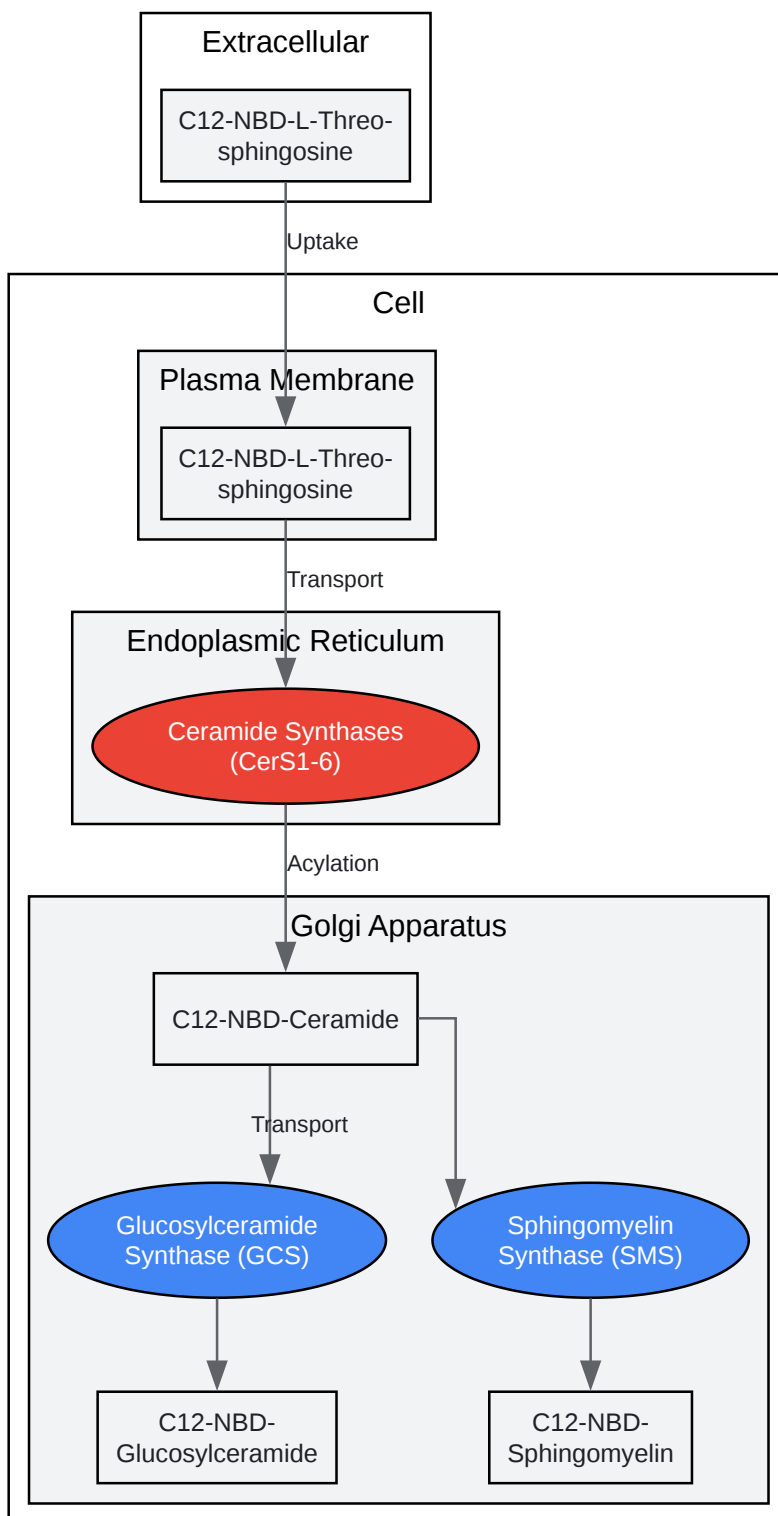 Extracellular
C12-NBD-L-Threo-
sphingosine
Uptake
Cell
Plasma Membrane
C12-NBD-L-Threo-
sphingosine
Transport
Endoplasmic Reticulum
Ceramide Synthases
(CerS1-6)
Acylation
Golgi Apparatus
C12-NBD-Ceramide
Transport
Glucosylceramide
Synthase (GCS)
Sphingomyelin
Synthase (SMS)
C12-NBD-
Glucosylceramide
C12-NBD-
Sphingomyelin